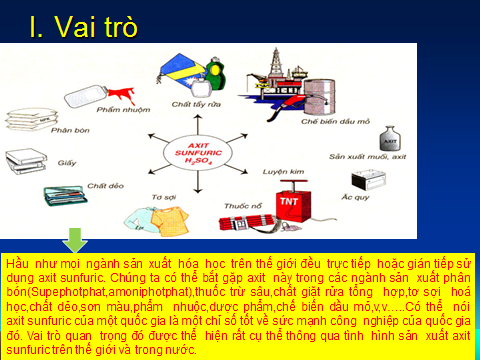 I. Vai trò
Chất tẩy rửa
Phẩm nhuộm
Chế biến dầu mỏ
NPK
Phân bón
AXIT
SUNFURIC
H₂SO₄
Sản xuất muối, axit
Giấy
Luyện kim
Chất dẻo
Tơ sợi
Thuốc nổ
TNT
Ắc quy
Hầu như mọi ngành sản xuất hóa học trên thế giới đều trực tiếp hoặc gián tiếp sử
dụng axit sunfuric. Chúng ta có thể bắt gặp axit này trong các ngành sản xuất phân
bón(Supephotphat,amoniphotphat),thuốc trừ sâu,chất giặt rửa tổng hợp,tơ sợi hoá
học,chất dẻo,sơn màu,phẩm nhuộc,dược phẩm,chế biến dầu mỏ,v,v.....Có thể nói
axit sunfuric của một quốc gia là một chỉ số tốt về sức mạnh công nghiệp của quốc gia
đó. Vai trò quan trong đó được thể hiện rất cụ thể thông qua tình hình sản xuất axit
sunfuric trên thế giới và trong nước.